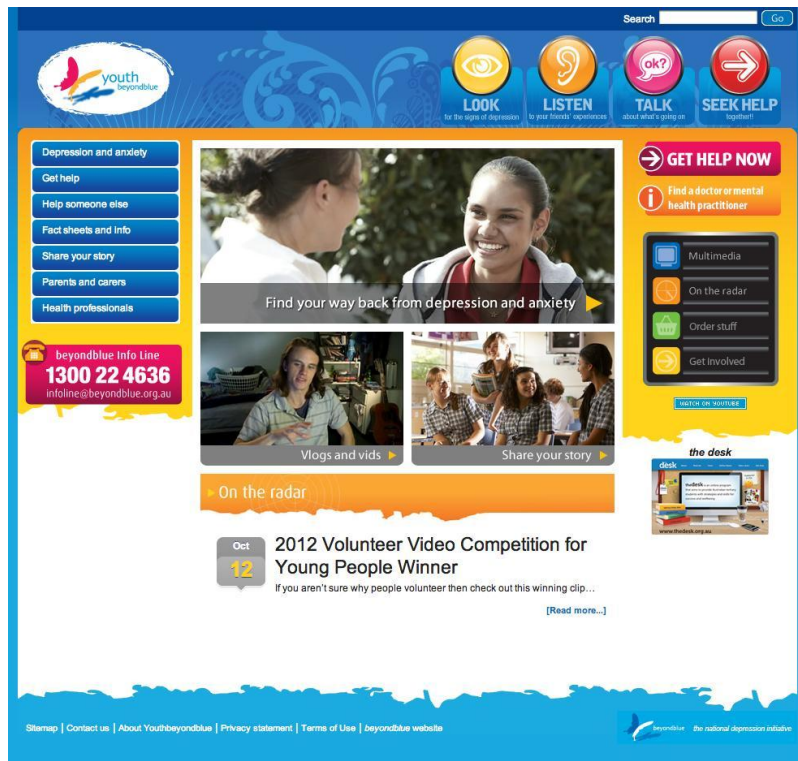 Search
Go
youth
beyondblue
LOOK
for the signs of depression
LISTEN
to your friends' experiences
ok?
TALK
about what's going on
SEEK HELP
together!!
Depression and anxiety
Get help
Help someone else
Fact sheets and info
Share your story
Parents and carers
Health professionals
beyondblue Info Line
1300 22 4636
infoline@beyondblue.org.au
Find your way back from depression and anxiety
Vlogs and vids
Share your story
On the radar
Oct
12
2012 Volunteer Video Competition for
Young People Winner
If you aren't sure why people volunteer then check out this winning clip…
[Read more...]
GET HELP NOW
i
Find a doctor or mental
health practitioner
Multimedia
On the radar
Order stuff
Get involved
WATCH ON YOUTUBE
the desk
desk
www.thedesk.org.au
Sitemap | Contact us | About Youthbeyondblue | Privacy statement | Terms of Use | beyondblue website
beyondblue
the national depression initiative